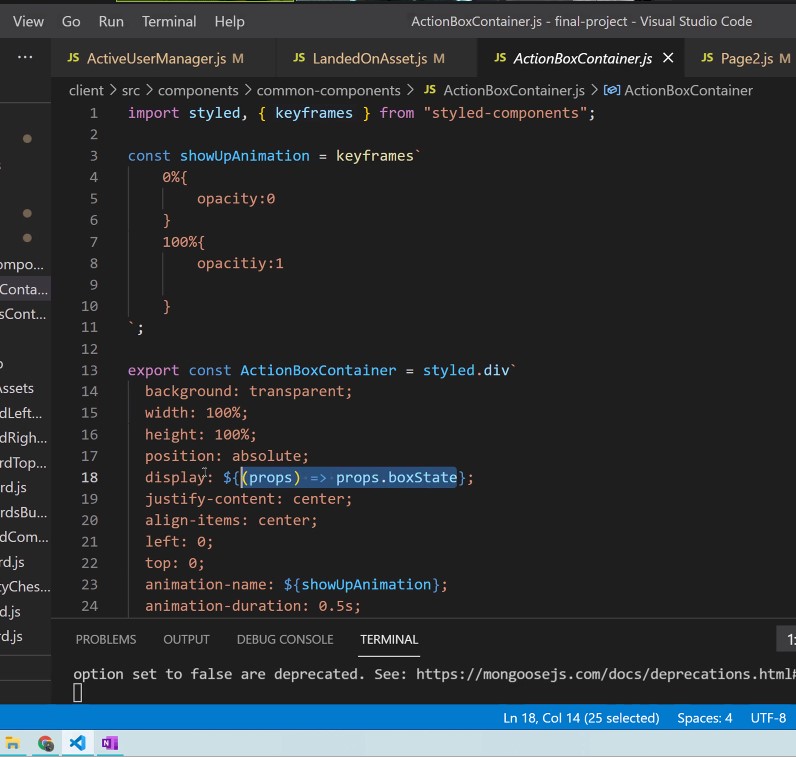 View Go Run Terminal Help ActionBoxContainer.js - final-project - Visual Studio Code
... JS ActiveUserManager.js M JS LandedOnAsset.js M JS ActionBoxContainer.js × JS Page2.js M
client > src > components > common-components > JS ActionBoxContainer.js > ActionBoxContainer
1 import styled, { keyframes } from "styled-components";
2
3 const showUpAnimation = keyframes`
4 0%{
5 opacity:0
6 }
7 100%{
8 opacitiy:1
9
10 }
11 `;
12
13 export const ActionBoxContainer = styled.div`
14 background: transparent;
15 width: 100%;
16 height: 100%;
17 position: absolute;
18 display: ${(props) => props.boxState};
19 justify-content: center;
20 align-items: center;
21 left: 0;
22 top: 0;
23 animation-name: ${showUpAnimation};
24 animation-duration: 0.5s;
ompo...
Conta...
sCont...
Assets
dLeft...
dRigh...
rdTop...
rd.js
rdsBu...
dCom...
rd.js
tyChes...
d.js
rd.js
PROBLEMS OUTPUT DEBUG CONSOLE TERMINAL 1:
option set to false are deprecated. See: https://mongoosejs.com/docs/deprecations.html#
Ln 18, Col 14 (25 selected) Spaces: 4 UTF-8